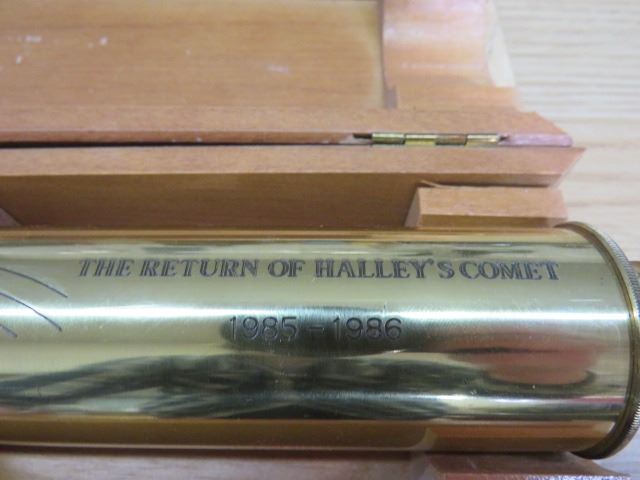 THE RETURN OF HALLEY'S COMET
1985-1986